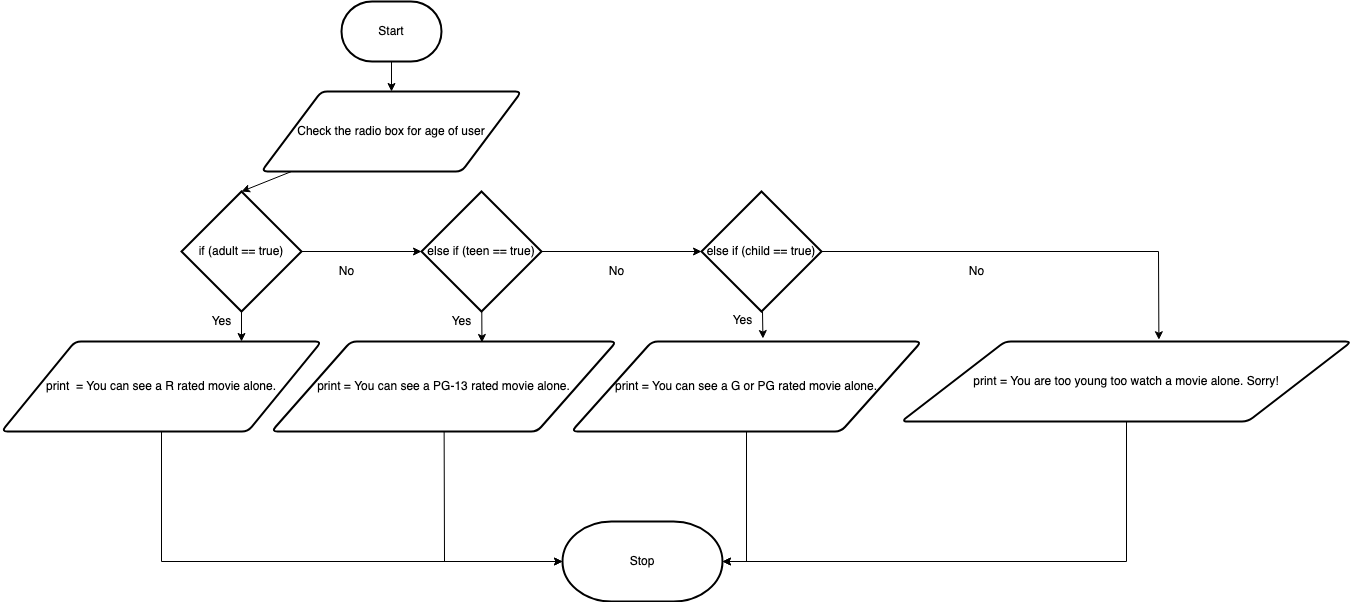 Start
Check the radio box for age of user
if (adult == true)
else if (teen == true)
else if (child == true)
No
No
No
Yes
Yes
Yes
print  = You can see a R rated movie alone.
print = You can see a PG-13 rated movie alone.
print = You can see a G or PG rated movie alone.
print = You are too young too watch a movie alone. Sorry!
Stop